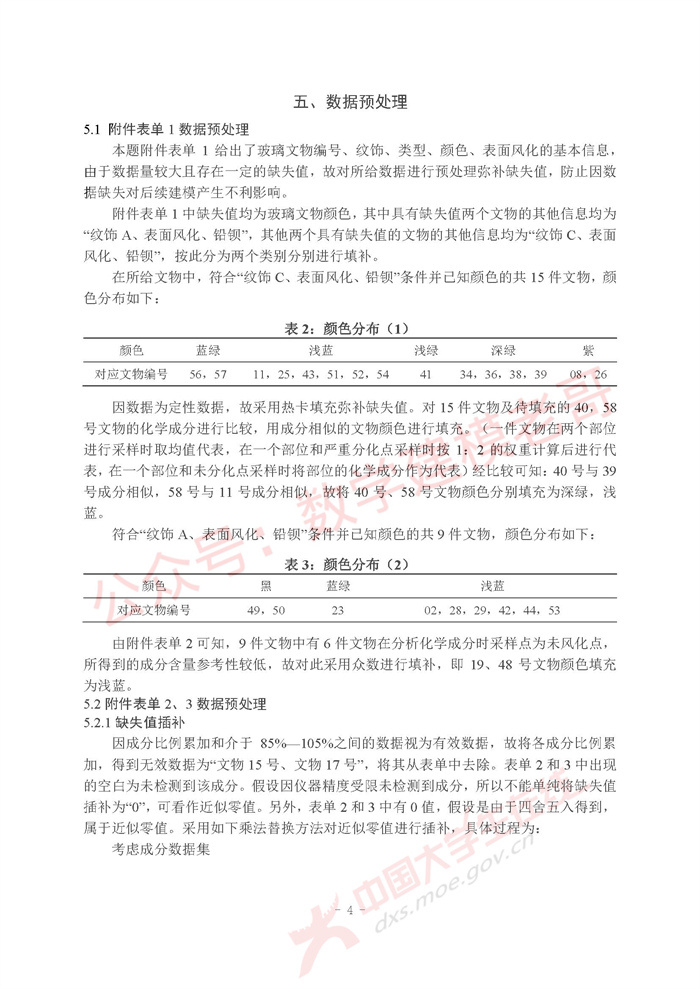 五、数据预处理
5.1 附件表单 1 数据预处理
本题附件表单 1 给出了玻璃文物编号、纹饰、类型、颜色、表面风化的基本信息，
由于数据量较大且存在一定的缺失值，故对所给数据进行预处理弥补缺失值，防止因数
据缺失对后续建模产生不利影响。
附件表单 1 中缺失值均为玻璃文物颜色，其中具有缺失值两个文物的其他信息均为
“纹饰 A、表面风化、铅钡”，其他两个具有缺失值的文物的其他信息均为“纹饰 C、表面
风化、铅钡”，按此分为两个类别分别进行填补。
在所给文物中，符合“纹饰 C、表面风化、铅钡”条件并已知颜色的共 15 件文物，颜
色分布如下：
表 2：颜色分布（1）
颜色 蓝绿 浅蓝 浅绿 深绿 紫
对应文物编号 56，57 11，25，43，51，52，54 41 34，36，38，39 08，26
因数据为定性数据，故采用热卡填充弥补缺失值。对 15 件文物及待填充的 40，58
号文物的化学成分进行比较，用成分相似的文物颜色进行填充。（一件文物在两个部位
进行采样时取均值代表，在一个部位和严重分化点采样时按 1：2 的权重计算后进行代
表，在一个部位和未分化点采样时将部位的化学成分作为代表）经比较可知：40 号与 39
号成分相似，58 号与 11 号成分相似，故将 40 号、58 号文物颜色分别填充为深绿，浅
蓝。
符合“纹饰 A、表面风化、铅钡”条件并已知颜色的共 9 件文物，颜色分布如下：
表 3：颜色分布（2）
颜色 黑 蓝绿 浅蓝
对应文物编号 49，50 23 02，28，29，42，44，53
由附件表单 2 可知，9 件文物中有 6 件文物在分析化学成分时采样点为未风化点，
所得到的成分含量参考性较低，故对此采用众数进行填补，即 19、48 号文物颜色填充
为浅蓝。
5.2 附件表单 2、3 数据预处理
5.2.1 缺失值插补
因成分比例累加和介于 85%—105%之间的数据视为有效数据，故将各成分比例累
加，得到无效数据为“文物 15 号、文物 17 号”，将其从表单中去除。表单 2 和 3 中出现
的空白为未检测到该成分。假设因仪器精度受限未检测到成分，所以不能单纯将缺失值
插补为“0”，可看作近似零值。另外，表单 2 和 3 中有 0 值，假设是由于四舍五入得到，
属于近似零值。采用如下乘法替换方法对近似零值进行插补，具体过程为：
考虑成分数据集
- 4 -
公众号：数学建模老哥
中国大学生在线
dxs.moe.gov.cn